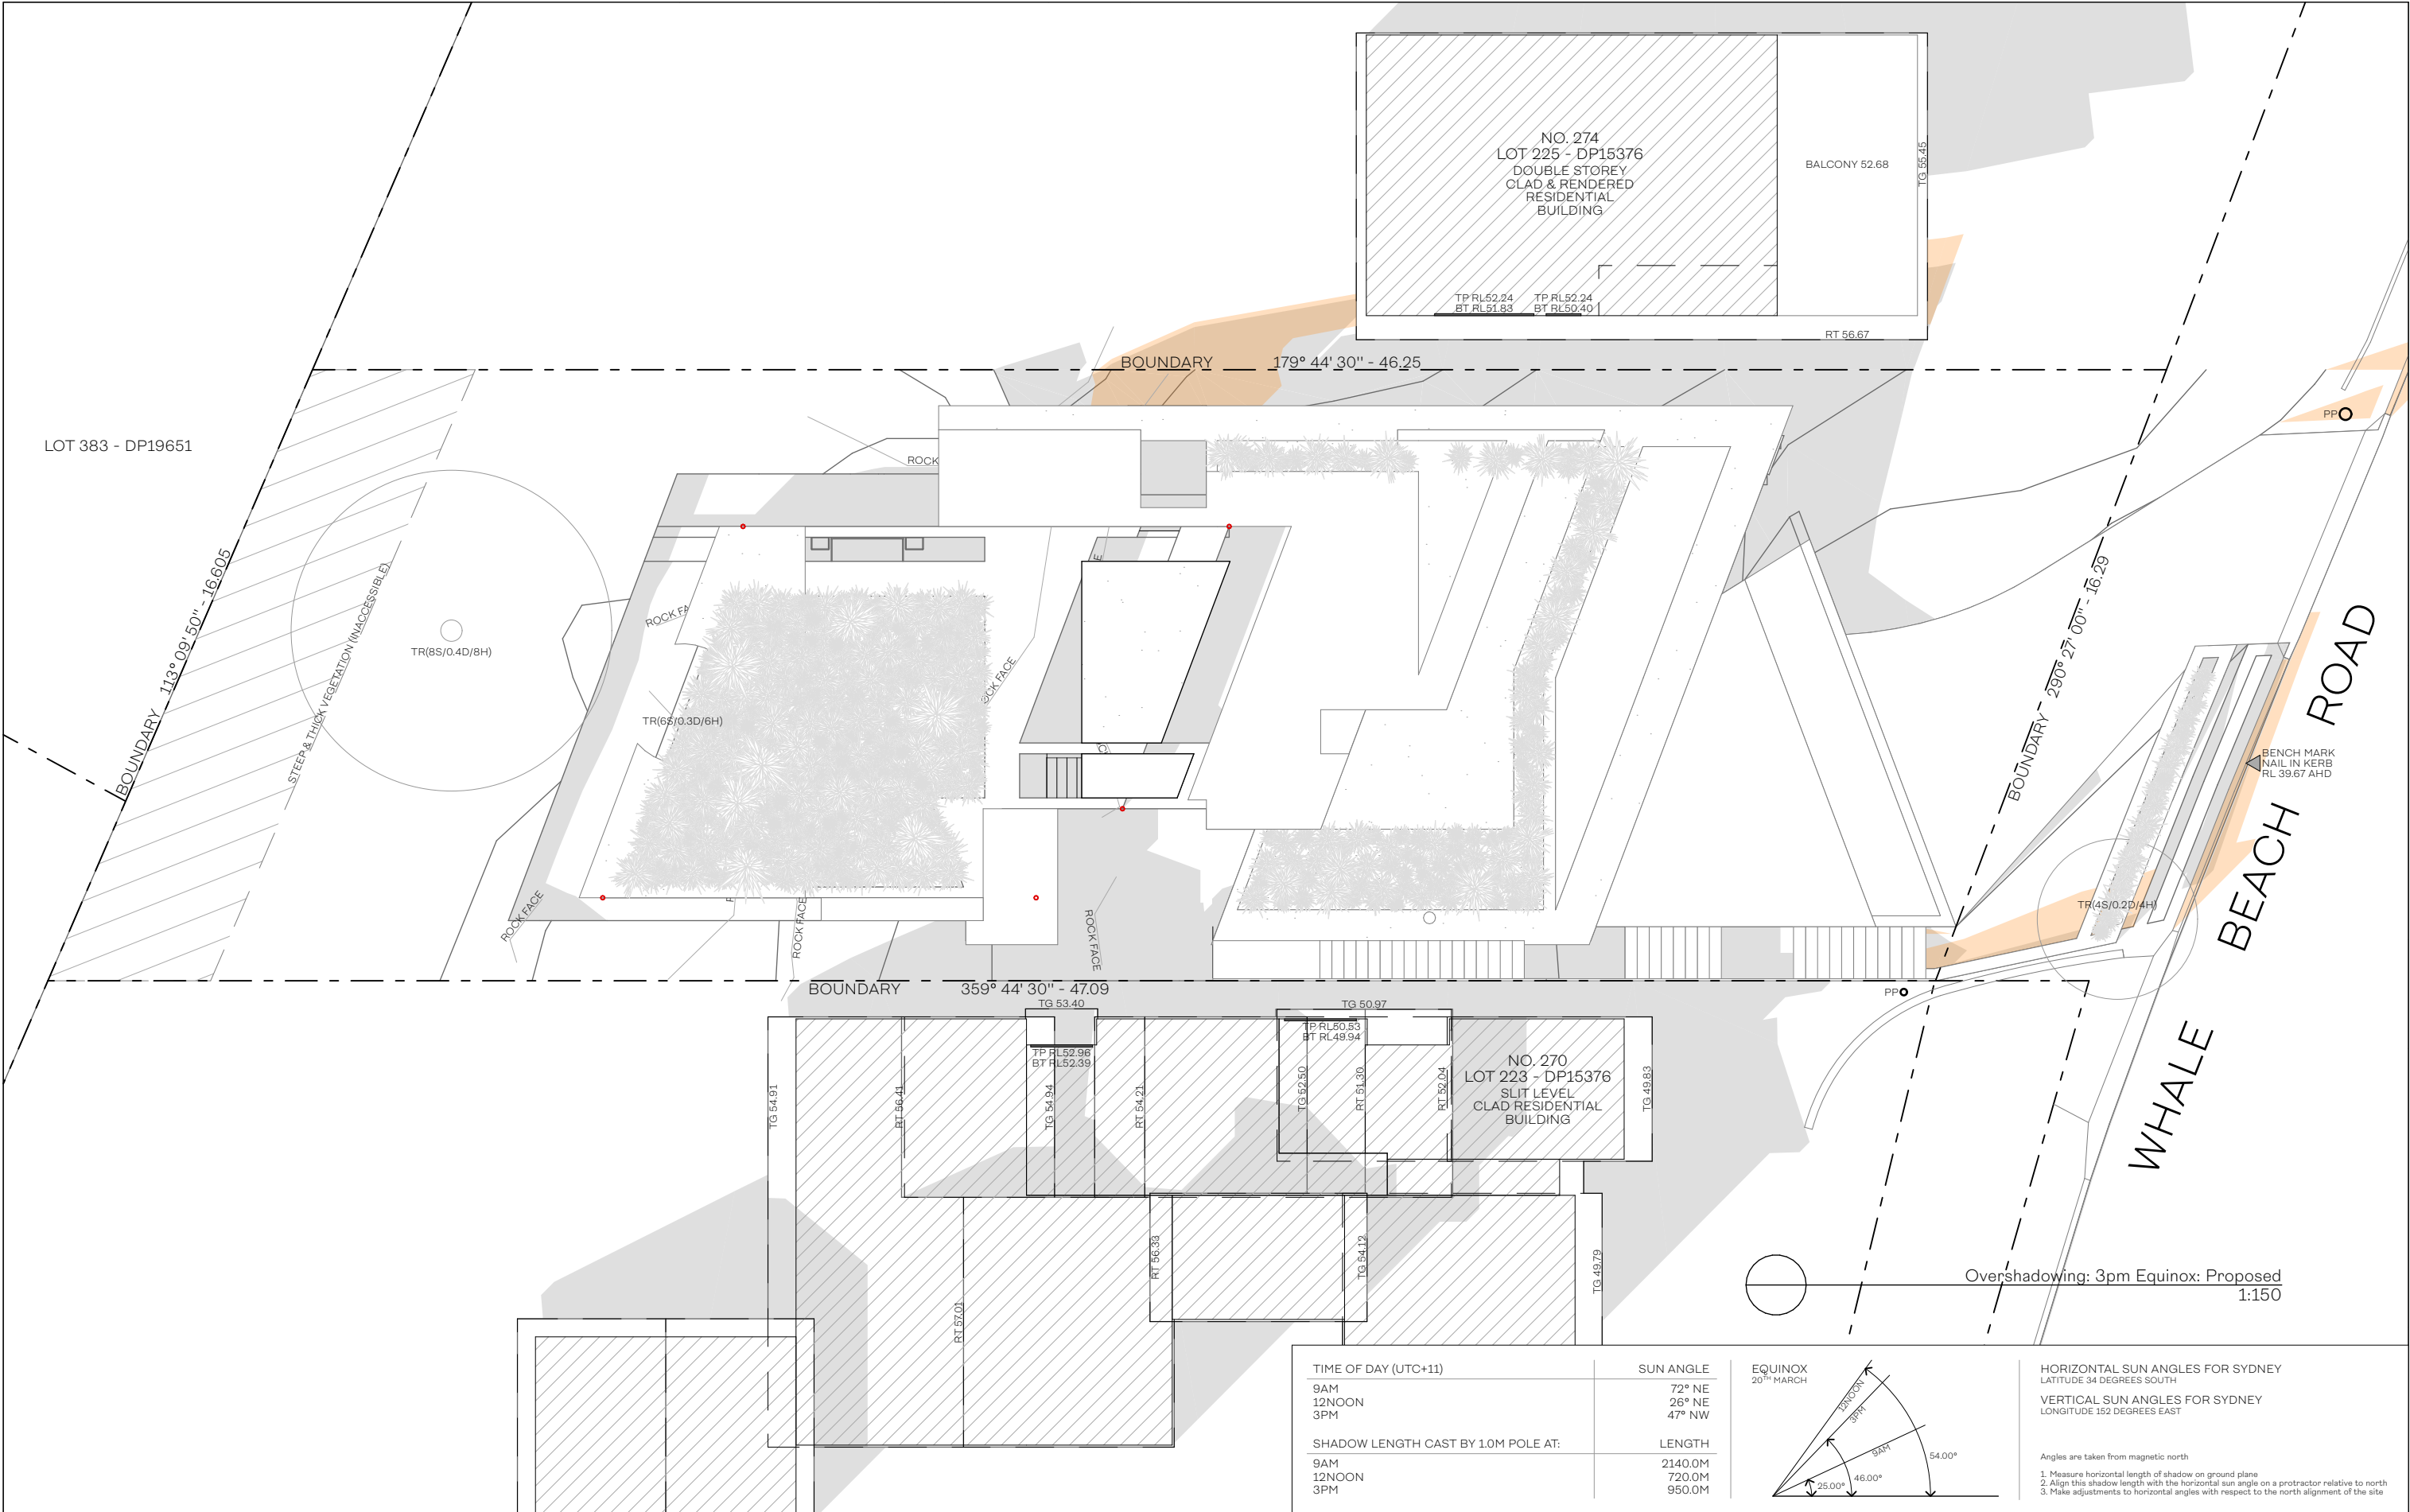 NO. 274
LOT 225 - DP15376
DOUBLE STOREY
CLAD & RENDERED
RESIDENTIAL
BUILDING
BALCONY 52.68
TG 55.45
TP RL52.24
BT RL51.83
TP RL52.24
BT RL50.40
RT 56.67
BOUNDARY 179° 44' 30'' - 46.25
LOT 383 - DP19651
PP
ROCK
BOUNDARY 113° 09' 50'' - 16.605
STEEP & THICK VEGETATION (INACCESSIBLE)
TR(8S/0.4D/8H)
ROCK FA
TR(6S/0.3D/6H)
OCK FACE
E
BOUNDARY 290° 27' 00'' - 16.29
BENCH MARK
NAIL IN KERB
RL 39.67 AHD
WHALE BEACH ROAD
TR(4S/0.2D/4H)
ROCK FACE
ROCK FACE
ROCK FACE
BOUNDARY 359° 44' 30'' - 47.09
PP
TG 53.40
TG 50.97
TP RL52.96
BT RL52.39
TP RL50.53
BT RL49.94
NO. 270
LOT 223 - DP15376
SLIT LEVEL
CLAD RESIDENTIAL
BUILDING
TG 54.91
RT 56.41
TG 54.94
RT 54.21
TG 52.50
RT 51.30
RT 52.04
TG 49.83
RT 56.33
TG 54.12
TG 49.79
RT 57.01
Overshadowing: 3pm Equinox: Proposed
1:150
TIME OF DAY (UTC+11) SUN ANGLE
9AM 72° NE
12NOON 26° NE
3PM 47° NW
SHADOW LENGTH CAST BY 1.0M POLE AT: LENGTH
9AM 2140.0M
12NOON 720.0M
3PM 950.0M
EQUINOX
20TH MARCH
12NOON
3PM
9AM
25.00°
46.00°
54.00°
HORIZONTAL SUN ANGLES FOR SYDNEY
LATITUDE 34 DEGREES SOUTH
VERTICAL SUN ANGLES FOR SYDNEY
LONGITUDE 152 DEGREES EAST
Angles are taken from magnetic north
1. Measure horizontal length of shadow on ground plane
2. Align this shadow length with the horizontal sun angle on a protractor relative to north
3. Make adjustments to horizontal angles with respect to the north alignment of the site